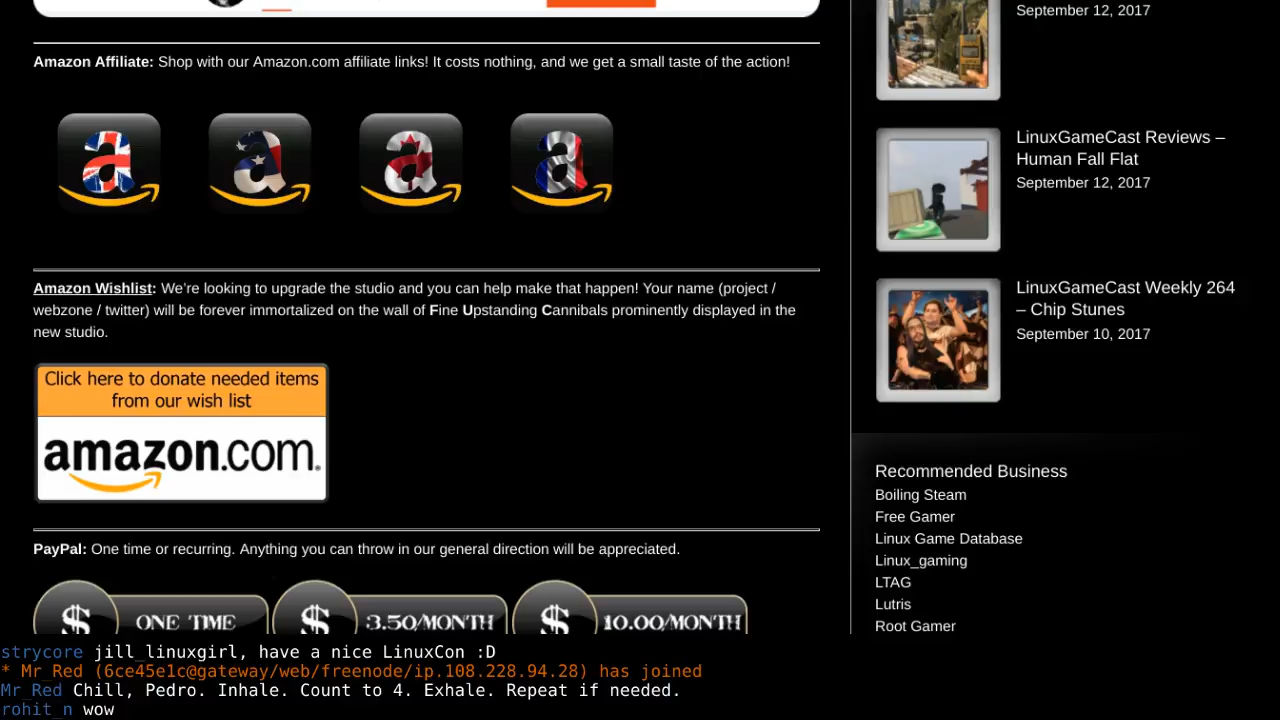 Amazon Affiliate: Shop with our Amazon.com affiliate links! It costs nothing, and we get a small taste of the action!
Amazon Wishlist: We’re looking to upgrade the studio and you can help make that happen! Your name (project /
webzone / twitter) will be forever immortalized on the wall of Fine Upstanding Cannibals prominently displayed in the
new studio.
Click here to donate needed items
from our wish list
amazon.com.
PayPal: One time or recurring. Anything you can throw in our general direction will be appreciated.
$ ONE TIME
$ 3.50/MONTH
$ 10.00/MONTH
September 12, 2017
LinuxGameCast Reviews –
Human Fall Flat
September 12, 2017
LinuxGameCast Weekly 264
– Chip Stunes
September 10, 2017
Recommended Business
Boiling Steam
Free Gamer
Linux Game Database
Linux_gaming
LTAG
Lutris
Root Gamer
strycore jill_linuxgirl, have a nice LinuxCon :D
* Mr_Red (6ce45e1c@gateway/web/freenode/ip.108.228.94.28) has joined
Mr_Red Chill, Pedro. Inhale. Count to 4. Exhale. Repeat if needed.
rohit_n wow